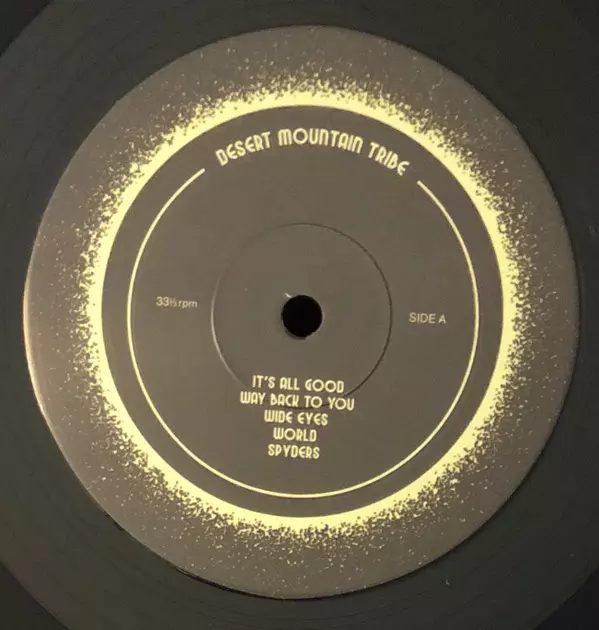 DESERT MOUNTAIN TRIBE
33⅓ rpm
SIDE A
IT'S ALL GOOD
WAY BACK TO YOU
WIDE EYES
WORLD
SPYDERS